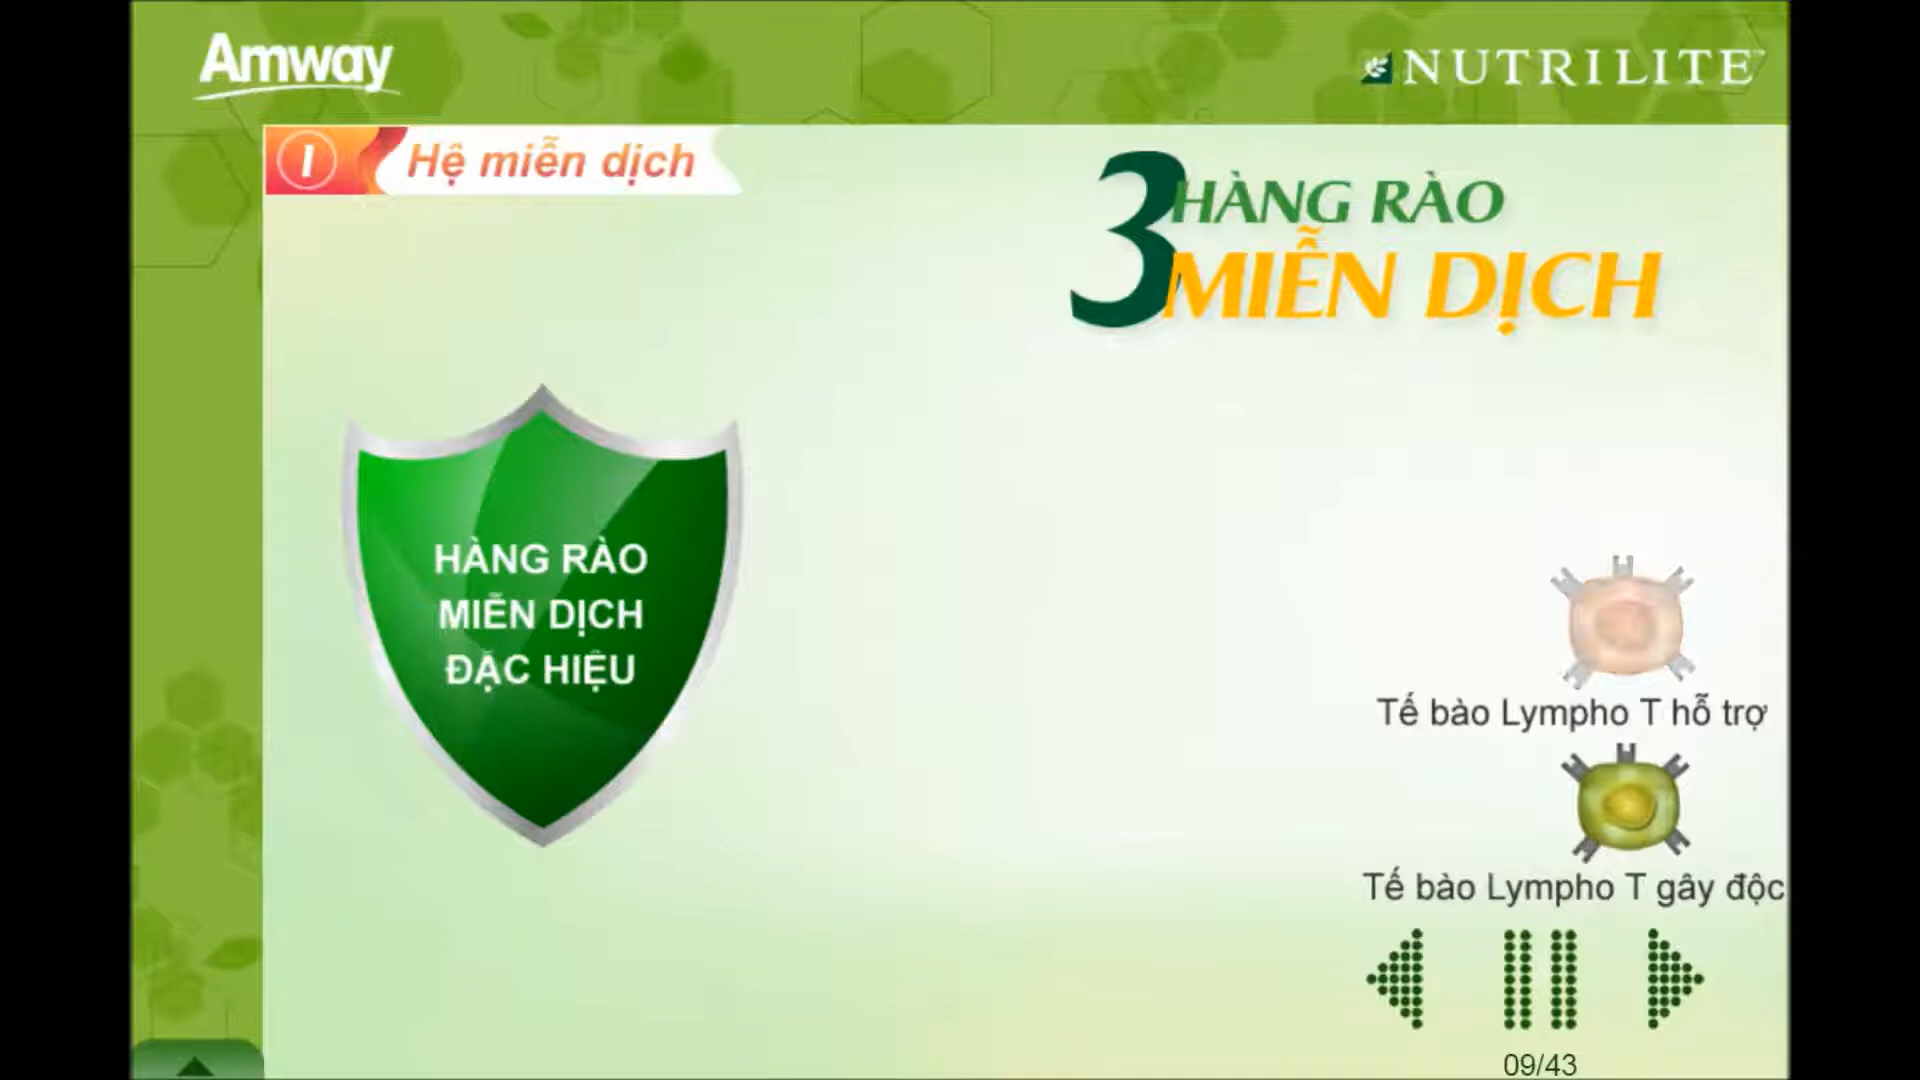 Amway
NUTRILITE™
I
Hệ miễn dịch
3 HÀNG RÀO
MIỄN DỊCH
HÀNG RÀO
MIỄN DỊCH
ĐẶC HIỆU
Tế bào Lympho T hỗ trợ
Tế bào Lympho T gây độc
09/43